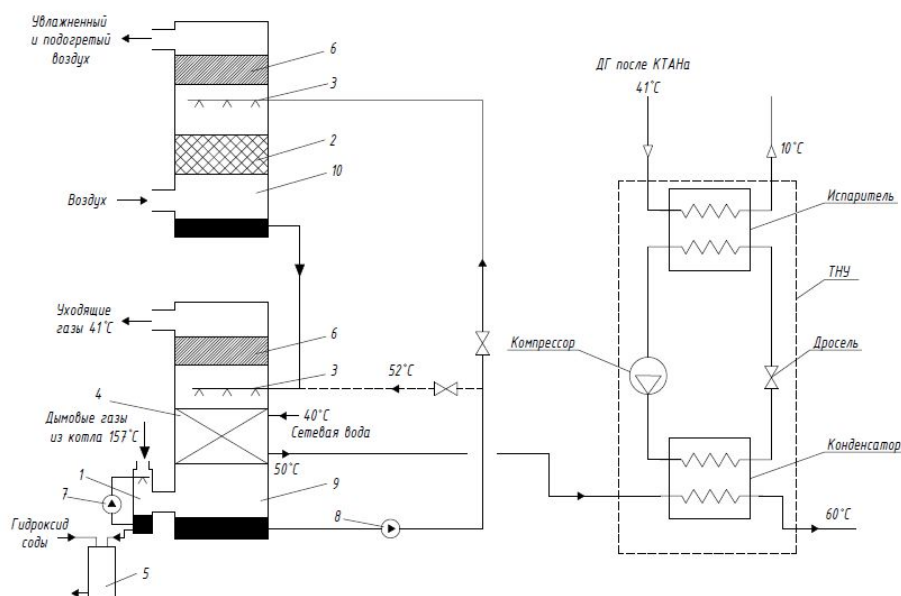 Увлажненный
и подогретый
воздух
6
3
2
10
Воздух
Уходящие
газы 41°С
6
3
52°С
4
Дымовые газы
из котла 157°С
40°С
Сетевая вода
50°С
1
7
9
8
Гидроксид
соды
5
ДГ после КТАНа
41°С
10°С
Испаритель
ТНУ
Компрессор
Дросель
Конденсатор
60°С